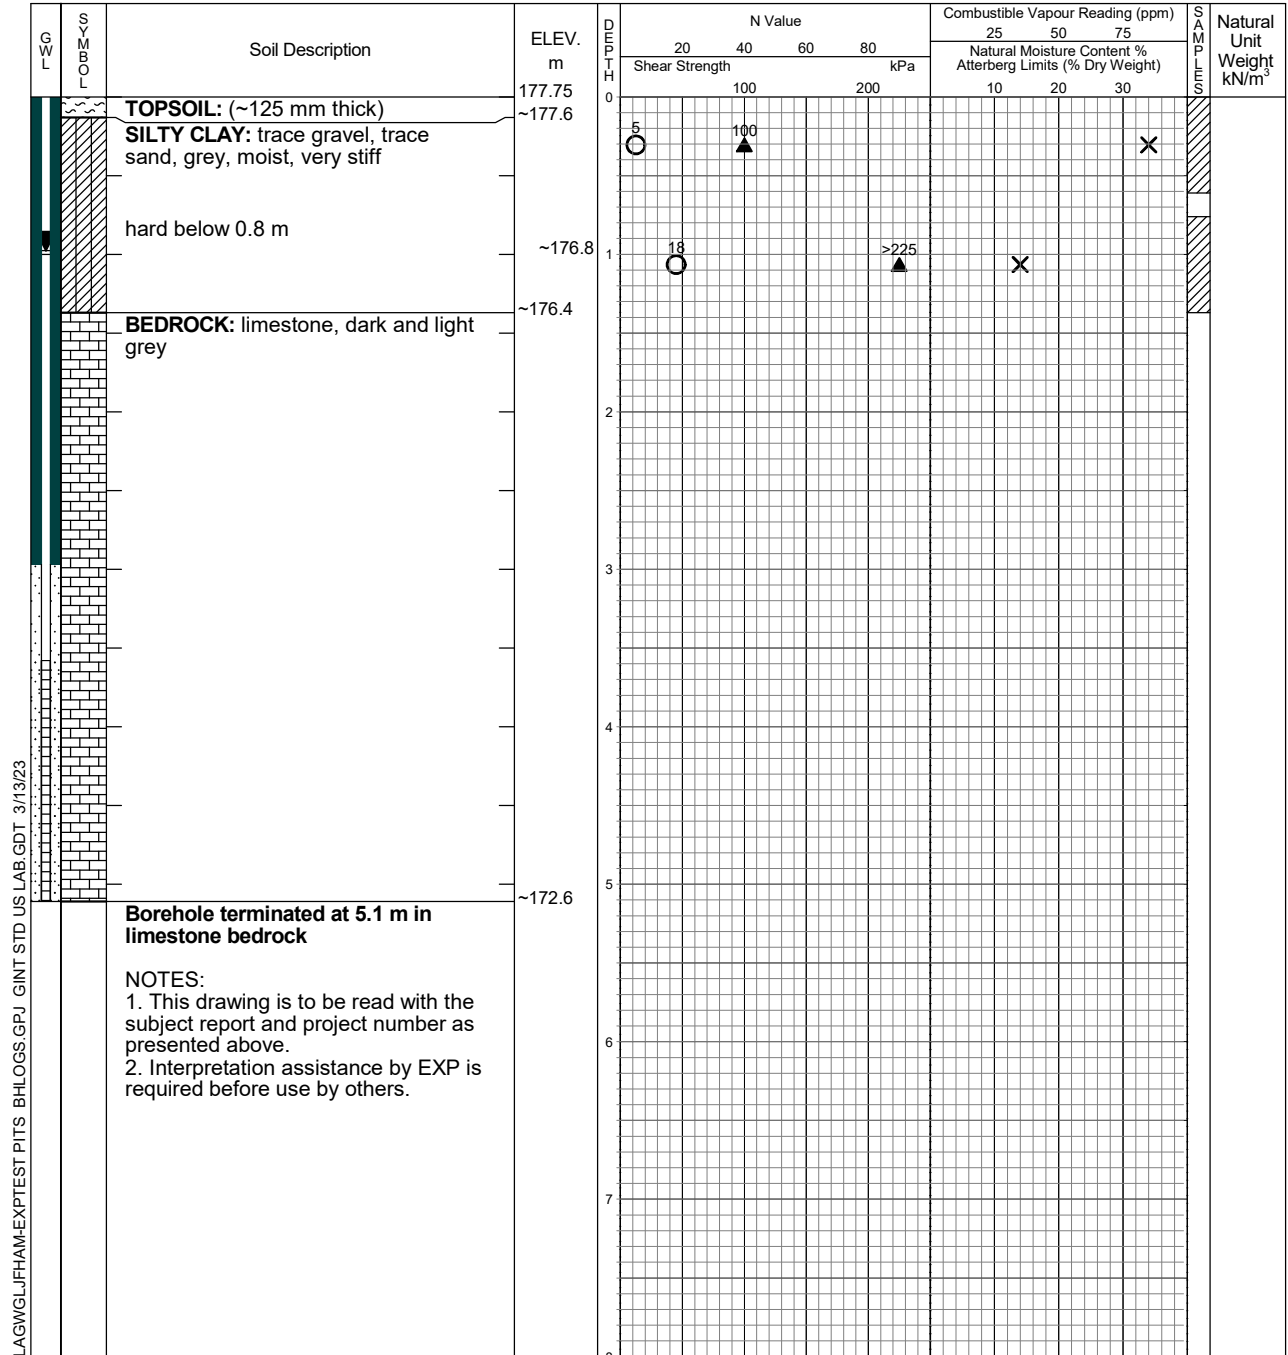 GWL
SYMBOL
Soil Description
ELEV.
m
DEPTH
N Value
20 40 60 80
Shear Strength kPa
100 200
Combustible Vapour Reading (ppm)
25 50 75
Natural Moisture Content %
Atterberg Limits (% Dry Weight)
10 20 30
SAMPLES
Natural
Unit
Weight
kN/m³
177.75
0
TOPSOIL: (~125 mm thick)
~177.6
SILTY CLAY: trace gravel, trace
sand, grey, moist, very stiff
5 100
hard below 0.8 m
~176.8
1
18 >225
~176.4
BEDROCK: limestone, dark and light
grey
2
3
4
5
~172.6
Borehole terminated at 5.1 m in
limestone bedrock
NOTES:
1. This drawing is to be read with the
subject report and project number as
presented above.
2. Interpretation assistance by EXP is
required before use by others.
6
7
LAGWGLJFHAM-EXPTEST PITS BHLOGS.GPJ GINT STD US LAB.GDT 3/13/23